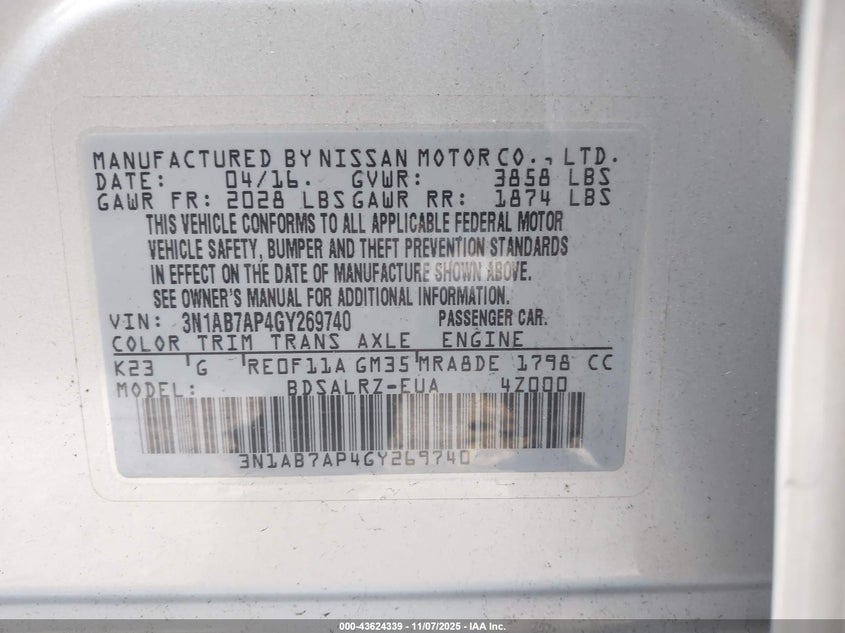 MANUFACTURED BY NISSAN MOTOR CO., LTD.
DATE: 04/16. GVWR: 3858 LBS
GAWR FR: 2028 LBS GAWR RR: 1874 LBS
THIS VEHICLE CONFORMS TO ALL APPLICABLE FEDERAL MOTOR
VEHICLE SAFETY, BUMPER AND THEFT PREVENTION STANDARDS
IN EFFECT ON THE DATE OF MANUFACTURE SHOWN ABOVE.
SEE OWNER'S MANUAL FOR ADDITIONAL INFORMATION.
VIN: 3N1AB7AP4GY269740 PASSENGER CAR.
COLOR TRIM TRANS AXLE ENGINE
K23 G RE0F11A GM35 MRA8DE 1798 CC
MODEL: BDSALRZ-EUA 4Z000
3N1AB7AP4GY269740
000-43624339 - 11/07/2025 - IAA Inc.